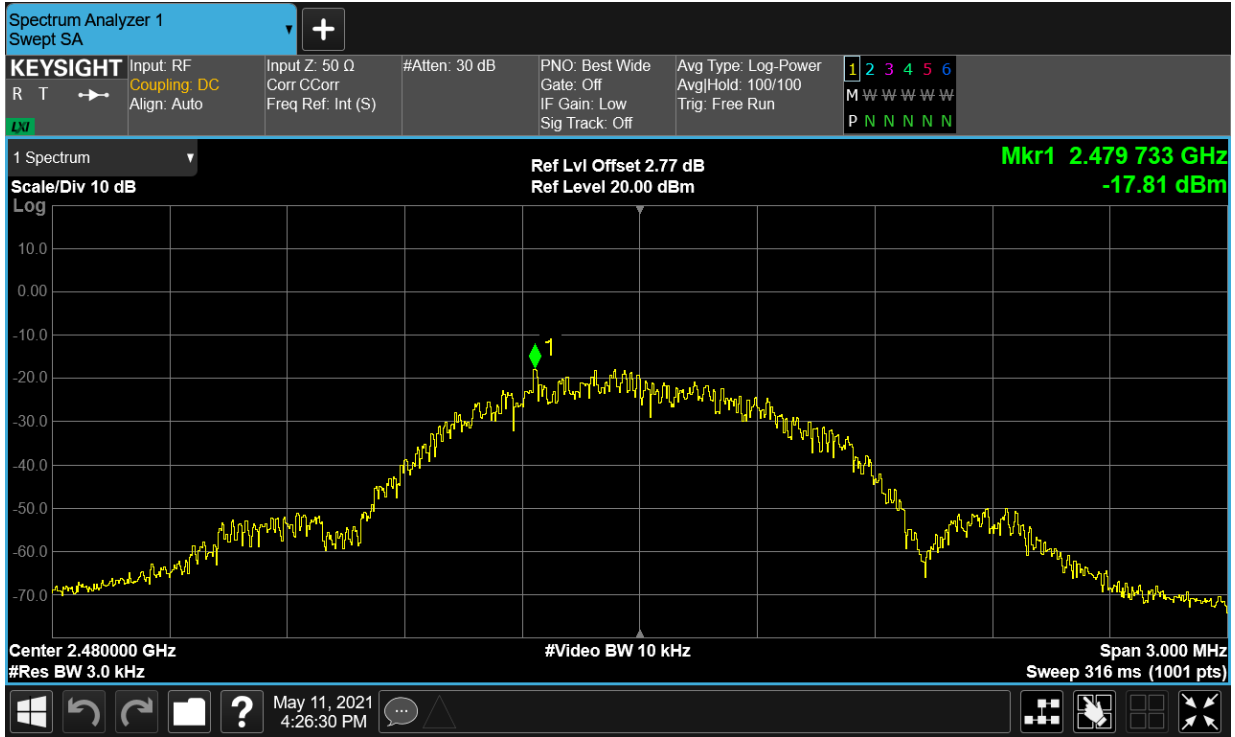 Spectrum Analyzer 1
Swept SA
+
KEYSIGHT
R T
LXI
Input: RF
Coupling: DC
Align: Auto
Input Z: 50 Ω
Corr CCorr
Freq Ref: Int (S)
#Atten: 30 dB
PNO: Best Wide
Gate: Off
IF Gain: Low
Sig Track: Off
Avg Type: Log-Power
Avg|Hold: 100/100
Trig: Free Run
1 2 3 4 5 6
M W W W W W W
P N N N N N N
1 Spectrum
Scale/Div 10 dB
Log
Ref Lvl Offset 2.77 dB
Ref Level 20.00 dBm
Mkr1 2.479 733 GHz
-17.81 dBm
10.0
0.00
-10.0
1
-20.0
-30.0
-40.0
-50.0
-60.0
-70.0
Center 2.480000 GHz
#Video BW 10 kHz
Span 3.000 MHz
#Res BW 3.0 kHz
Sweep 316 ms (1001 pts)
?
May 11, 2021
4:26:30 PM